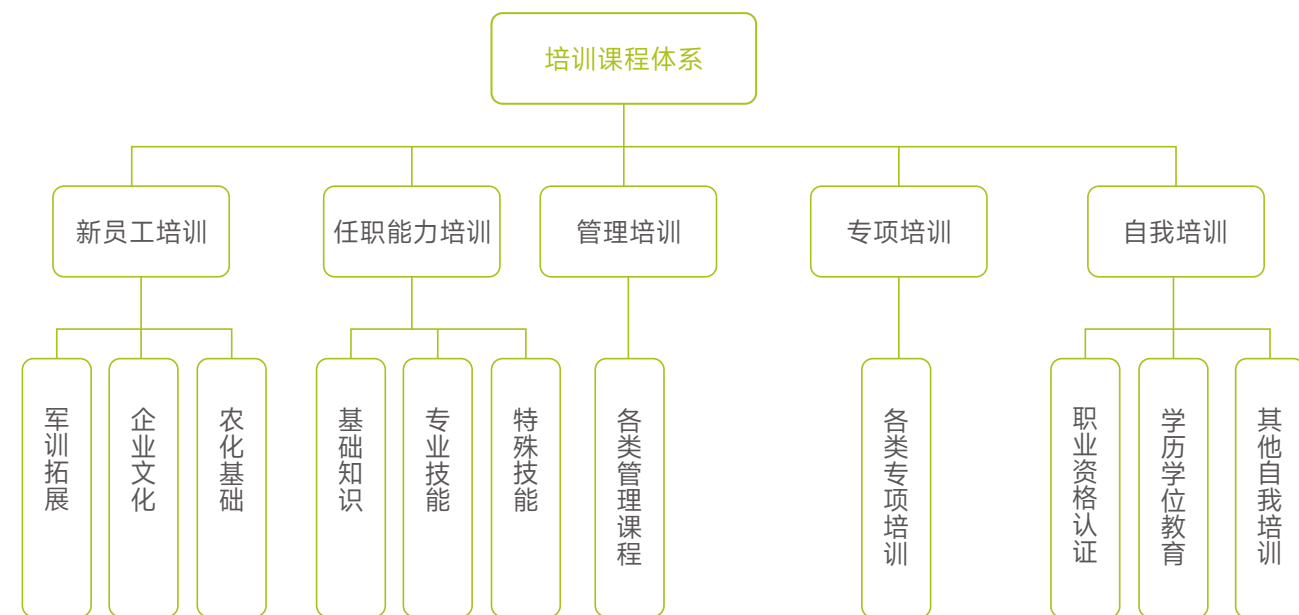 培训课程体系
新员工培训
任职能力培训
管理培训
专项培训
自我培训
军训拓展
企业文化
农化基础
基础知识
专业技能
特殊技能
各类管理课程
各类专项培训
职业资格认证
学历学位教育
其他自我培训